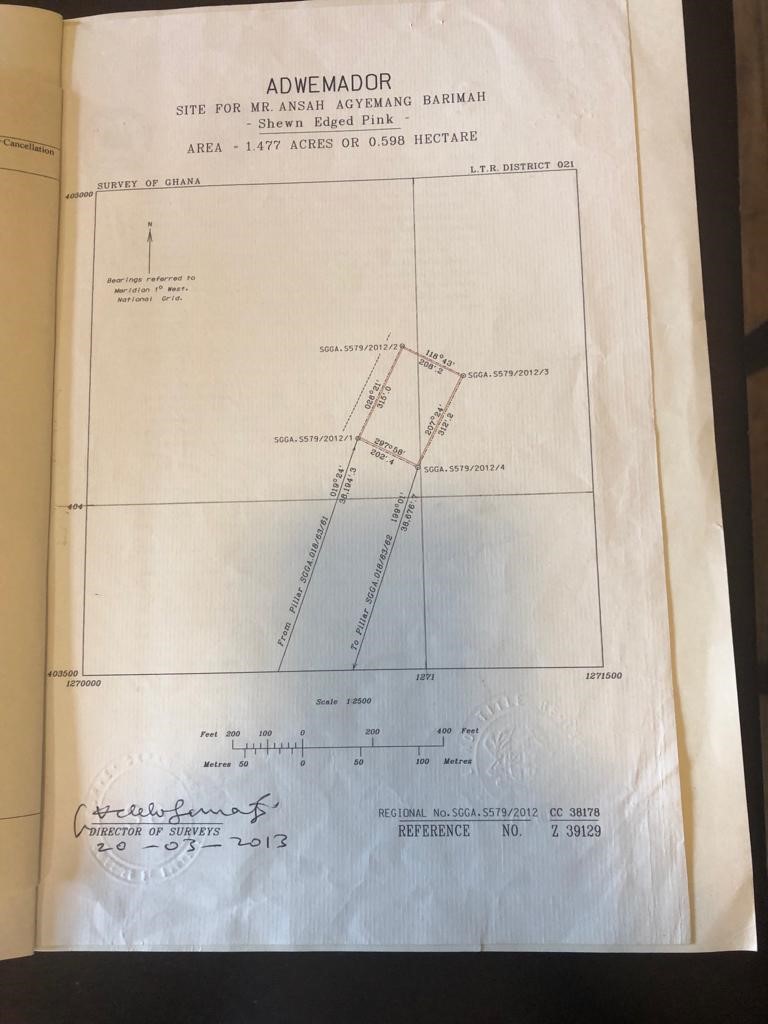 Cancellation
ADWEMADOR
SITE FOR MR. ANSAH AGYEMANG BARIMAH
- Shewn Edged Pink -
AREA - 1.477 ACRES OR 0.598 HECTARE
SURVEY OF GHANA
L.T.R. DISTRICT 021
N
Bearings referred to
Meridian 1° West.
National Grid.
SGGA.S579/2012/2
118°43'
208'.2
SGGA.S579/2012/3
026°21'
315'.0
207°24'
312'.2
SGGA.S579/2012/1
297°58'
202'.4
SGGA.S579/2012/4
404
019°24'
38,194'.3
199°01'
38,676'.7
From Pillar SGGA.018/63/61
To Pillar SGGA.018/63/62
403500
1270000
1271
1271500
Scale 1:2500
Feet 200 100 0 200 400 Feet
Metres 50 0 50 100 Metres
DIRECTOR OF SURVEYS
20-03-2013
REGIONAL No.SGGA.S579/2012 CC 38178
REFERENCE NO. Z 39129